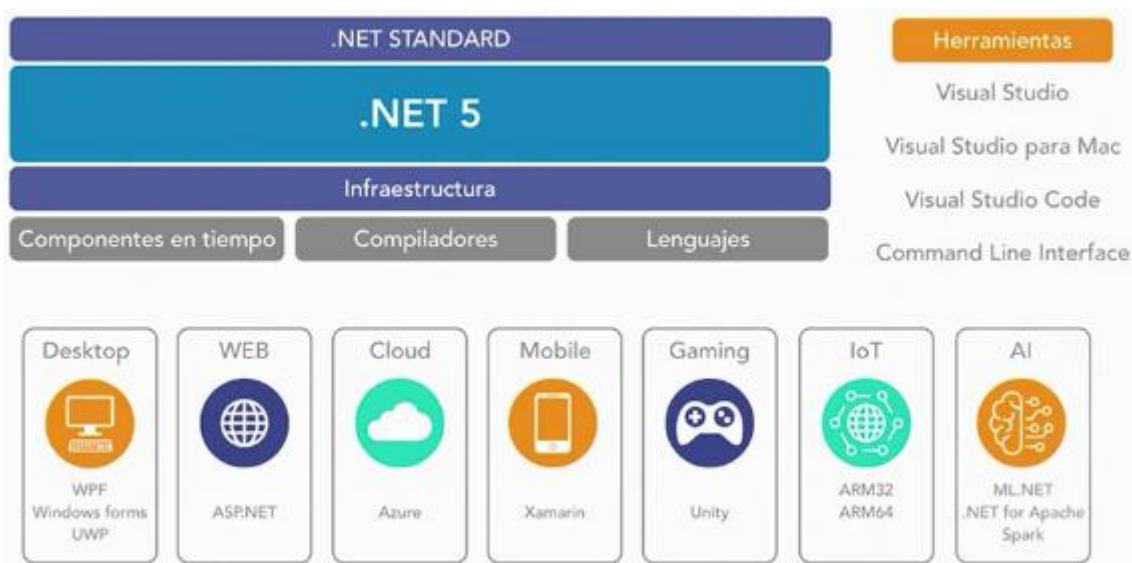 .NET STANDARD
.NET 5
Infraestructura
Componentes en tiempo
Compiladores
Lenguajes
Herramientas
Visual Studio
Visual Studio para Mac
Visual Studio Code
Command Line Interface
Desktop
WPF
Windows forms
UWP
WEB
ASP.NET
Cloud
Azure
Mobile
Xamarin
Gaming
Unity
IoT
ARM32
ARM64
AI
ML.NET
.NET for Apache
Spark